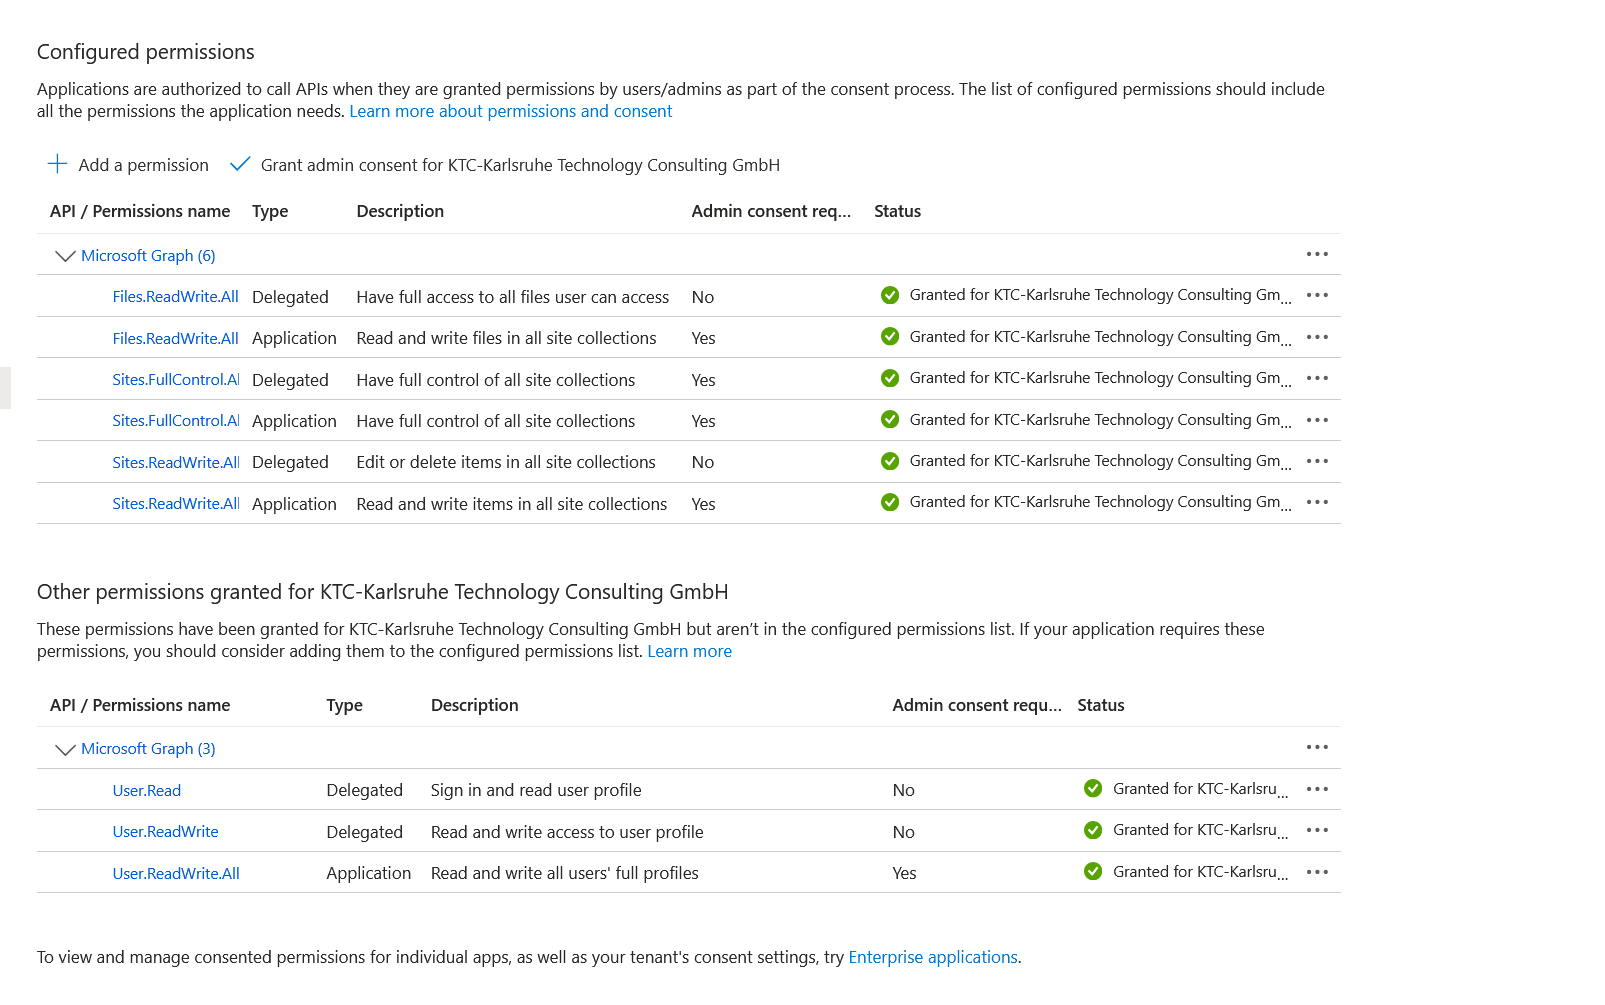 Configured permissions
Applications are authorized to call APIs when they are granted permissions by users/admins as part of the consent process. The list of configured permissions should include
all the permissions the application needs. Learn more about permissions and consent
Add a permission Grant admin consent for KTC-Karlsruhe Technology Consulting GmbH
API / Permissions name Type Description Admin consent req... Status
Microsoft Graph (6)
Files.ReadWrite.All Delegated Have full access to all files user can access No Granted for KTC-Karlsruhe Technology Consulting Gm...
Files.ReadWrite.All Application Read and write files in all site collections Yes Granted for KTC-Karlsruhe Technology Consulting Gm...
Sites.FullControl.Al Delegated Have full control of all site collections Yes Granted for KTC-Karlsruhe Technology Consulting Gm...
Sites.FullControl.Al Application Have full control of all site collections Yes Granted for KTC-Karlsruhe Technology Consulting Gm...
Sites.ReadWrite.All Delegated Edit or delete items in all site collections No Granted for KTC-Karlsruhe Technology Consulting Gm...
Sites.ReadWrite.All Application Read and write items in all site collections Yes Granted for KTC-Karlsruhe Technology Consulting Gm...
Other permissions granted for KTC-Karlsruhe Technology Consulting GmbH
These permissions have been granted for KTC-Karlsruhe Technology Consulting GmbH but aren’t in the configured permissions list. If your application requires these
permissions, you should consider adding them to the configured permissions list. Learn more
API / Permissions name Type Description Admin consent requ... Status
Microsoft Graph (3)
User.Read Delegated Sign in and read user profile No Granted for KTC-Karlsru...
User.ReadWrite Delegated Read and write access to user profile No Granted for KTC-Karlsru...
User.ReadWrite.All Application Read and write all users' full profiles Yes Granted for KTC-Karlsru...
To view and manage consented permissions for individual apps, as well as your tenant's consent settings, try Enterprise applications.